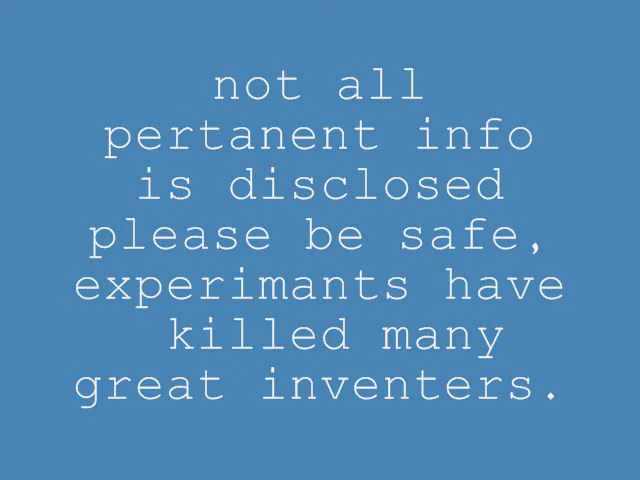 not all
pertanent info
is disclosed
please be safe,
experimants have
killed many
great inventers.